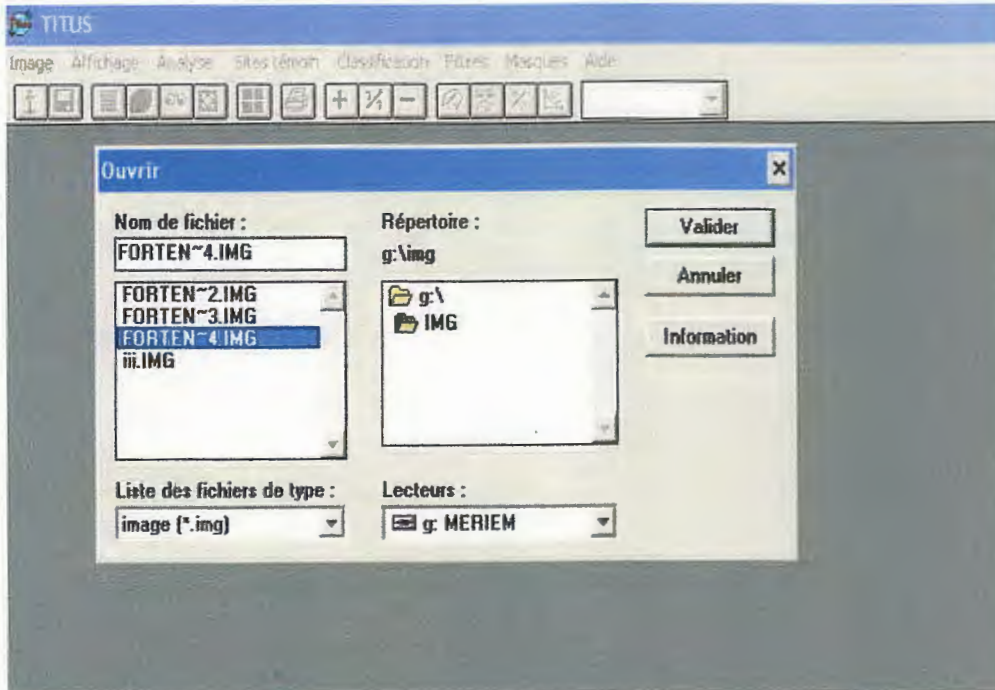 TITUS
Image Affichage Analyse Sites témoin Classification Filtres Masques Aide
Ouvrir
Nom de fichier :
FORTEN~4.IMG
FORTEN~2.IMG
FORTEN~3.IMG
FORTEN~4.IMG
iii.IMG
Répertoire :
g:\img
g:\
IMG
Valider
Annuler
Information
Liste des fichiers de type :
image (*.img)
Lecteurs :
g: MERIEM